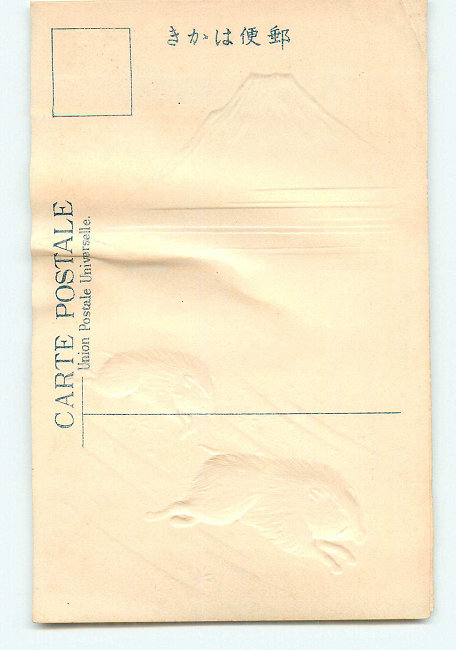 きかは便郵
CARTE POSTALE
Union Postale Universelle.